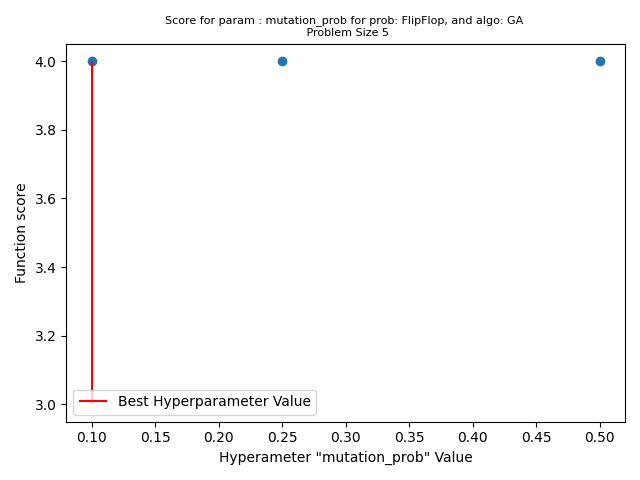 Score for param : mutation_prob for prob: FlipFlop, and algo: GA
Problem Size 5
Function score
4.0
3.8
3.6
3.4
3.2
3.0
Best Hyperparameter Value
0.10 0.15 0.20 0.25 0.30 0.35 0.40 0.45 0.50
Hyperameter "mutation_prob" Value